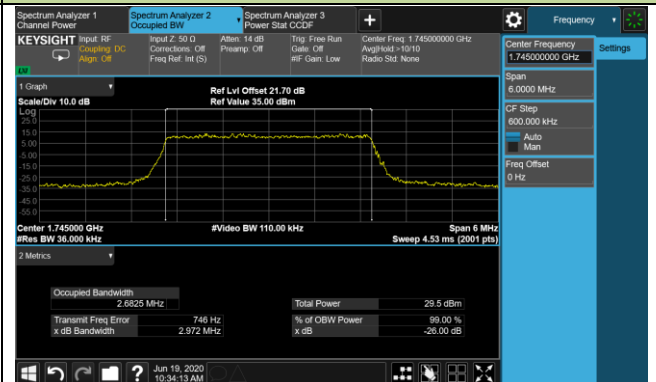 Spectrum Analyzer 1
Channel Power
Spectrum Analyzer 2
Occupied BW
Spectrum Analyzer 3
Power Stat CCDF
+
Frequency
KEYSIGHT
Input: RF
Coupling: DC
Align: Off
Input Z: 50 Ω
Corrections: Off
Freq Ref: Int (S)
Atten: 14 dB
Preamp: Off
Trig: Free Run
Gate: Off
#IF Gain: Low
Center Freq: 1.745000000 GHz
Avg|Hold:>10/10
Radio Std: None
Center Frequency
1.745000000 GHz
Settings
Span
6.0000 MHz
CF Step
600.000 kHz
Auto
Man
Freq Offset
0 Hz
1 Graph
Scale/Div 10.0 dB
Ref Lvl Offset 21.70 dB
Ref Value 35.00 dBm
Log
25.0
15.0
5.00
-5.00
-15.0
-25.0
-35.0
-45.0
-55.0
Center 1.745000 GHz
#Video BW 110.00 kHz
Span 6 MHz
#Res BW 36.000 kHz
Sweep 4.53 ms (2001 pts)
2 Metrics
Occupied Bandwidth
2.6825 MHz
Total Power 29.5 dBm
Transmit Freq Error 746 Hz
% of OBW Power 99.00 %
x dB Bandwidth 2.972 MHz
x dB -26.00 dB
?
Jun 19, 2020
10:34:13 AM